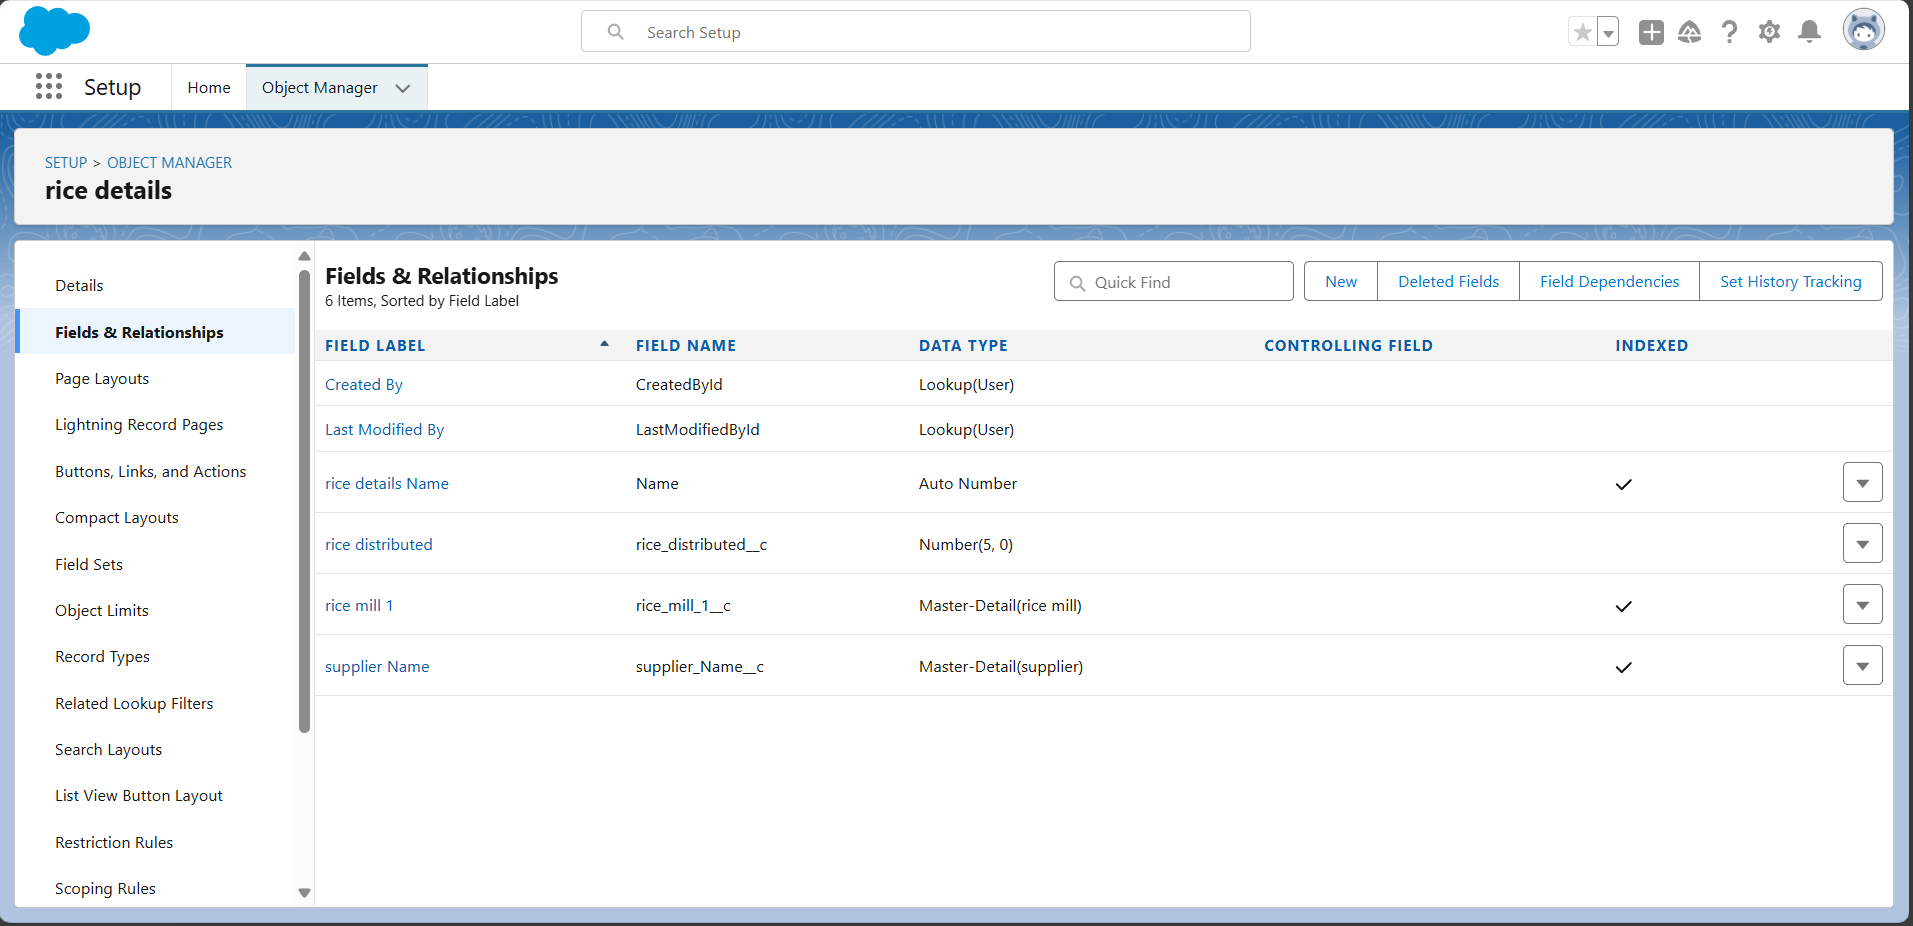 Search Setup
Setup
Home
Object Manager
SETUP > OBJECT MANAGER
rice details
Details
Fields & Relationships
Page Layouts
Lightning Record Pages
Buttons, Links, and Actions
Compact Layouts
Field Sets
Object Limits
Record Types
Related Lookup Filters
Search Layouts
List View Button Layout
Restriction Rules
Scoping Rules
Fields & Relationships
6 Items, Sorted by Field Label
Quick Find
New
Deleted Fields
Field Dependencies
Set History Tracking
FIELD LABEL FIELD NAME DATA TYPE CONTROLLING FIELD INDEXED
Created By CreatedById Lookup(User)
Last Modified By LastModifiedById Lookup(User)
rice details Name Name Auto Number
rice distributed rice_distributed__c Number(5, 0)
rice mill 1 rice_mill_1__c Master-Detail(rice mill)
supplier Name supplier_Name__c Master-Detail(supplier)